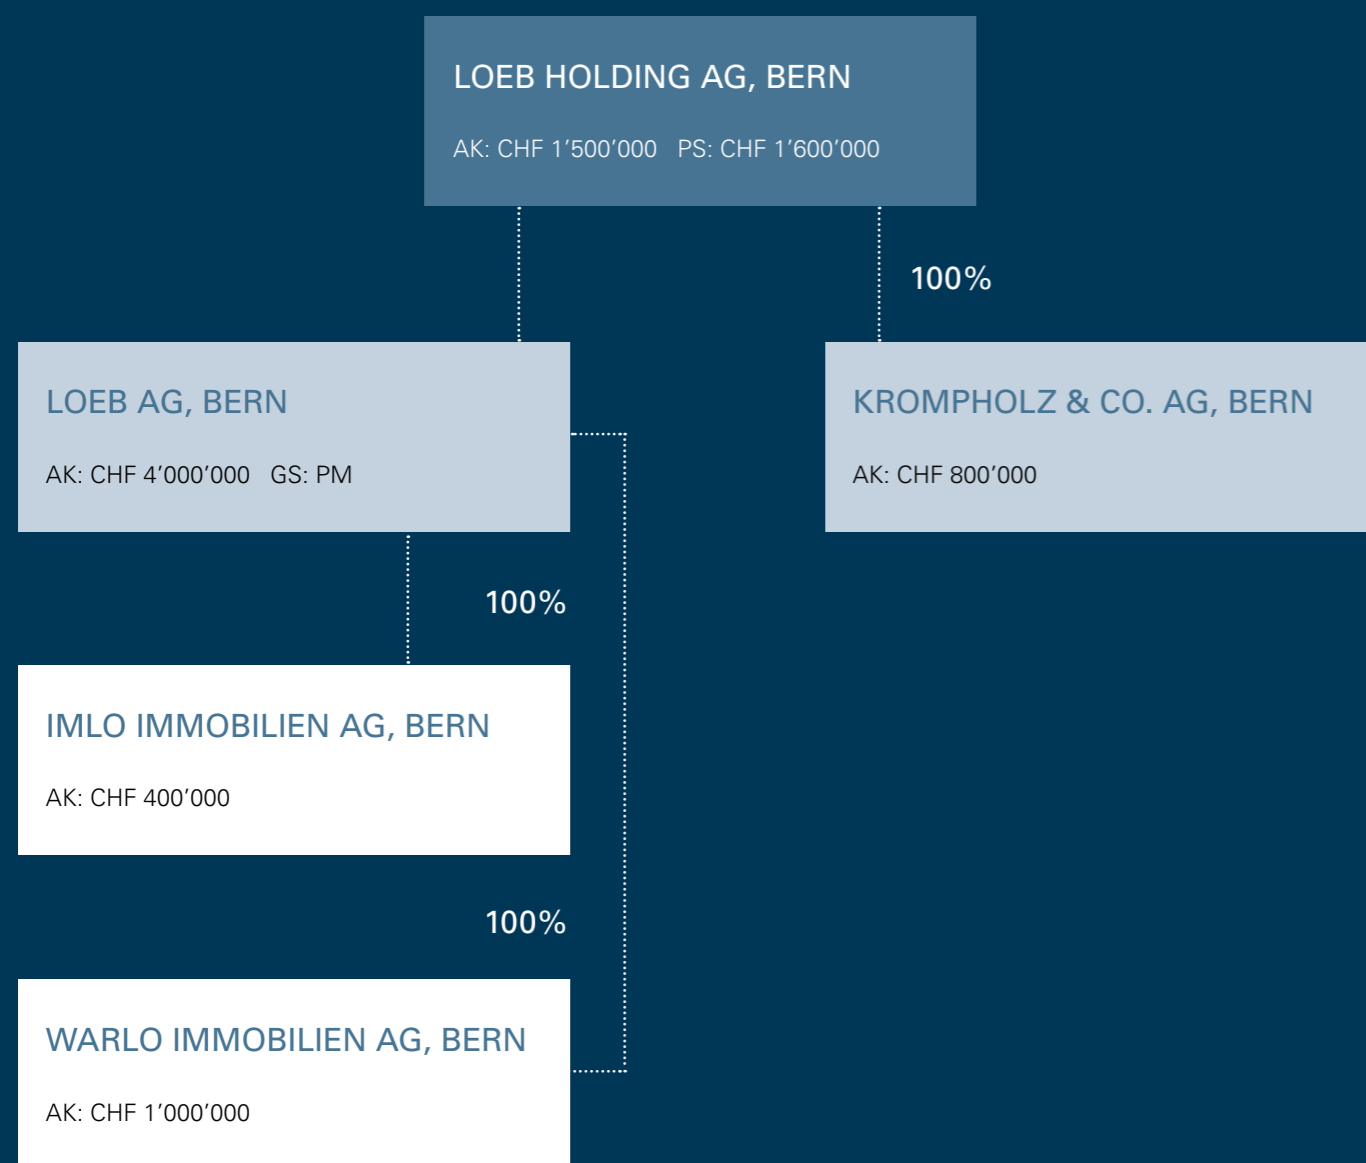 LOEB HOLDING AG, BERN
AK: CHF 1’500’000 PS: CHF 1’600’000
100%
LOEB AG, BERN
AK: CHF 4’000’000 GS: PM
KROMPHOLZ & CO. AG, BERN
AK: CHF 800’000
100%
IMLO IMMOBILIEN AG, BERN
AK: CHF 400’000
100%
WARLO IMMOBILIEN AG, BERN
AK: CHF 1’000’000